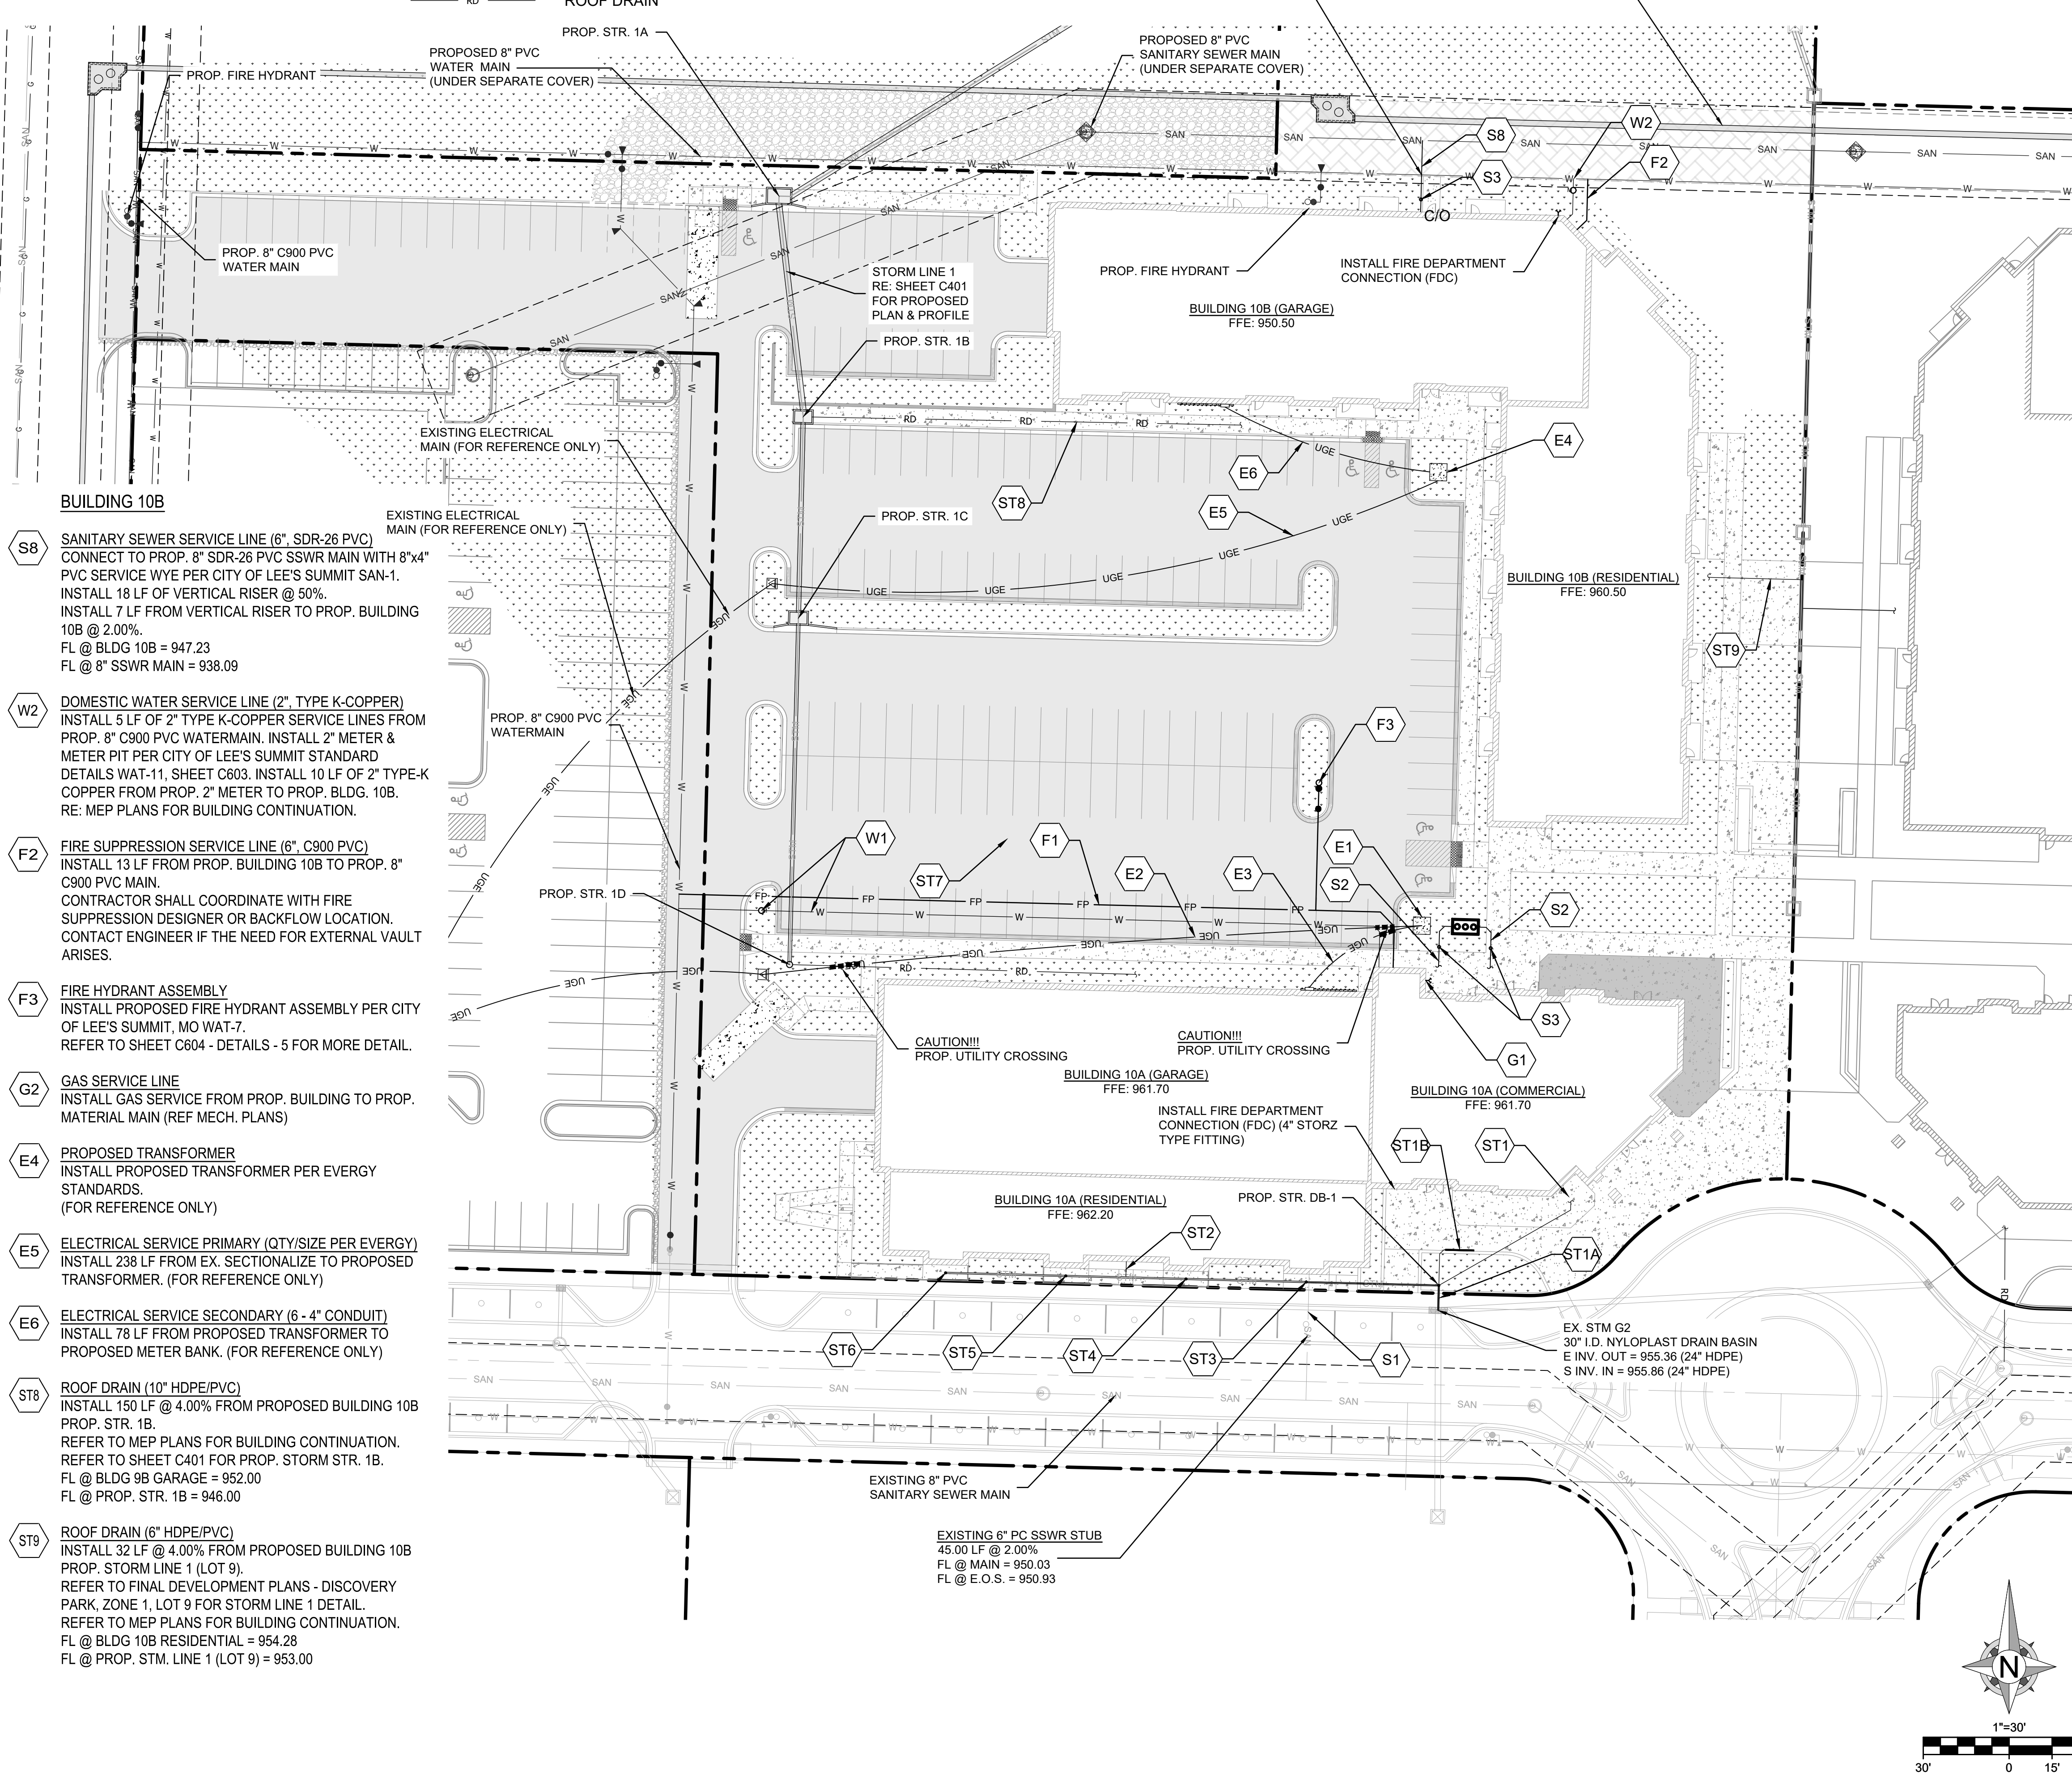 RD
ROOF DRAIN
PROP. STR. 1A
PROPOSED 8" PVC
WATER MAIN
(UNDER SEPARATE COVER)
PROPOSED 8" PVC
SANITARY SEWER MAIN
(UNDER SEPARATE COVER)
PROP. FIRE HYDRANT
S8
W2
S3
F2
C/O
PROP. 8" C900 PVC
WATER MAIN
STORM LINE 1
RE: SHEET C401
FOR PROPOSED
PLAN & PROFILE
PROP. FIRE HYDRANT
INSTALL FIRE DEPARTMENT
CONNECTION (FDC)
BUILDING 10B (GARAGE)
FFE: 950.50
PROP. STR. 1B
RD
RD
RD
EXISTING ELECTRICAL
MAIN (FOR REFERENCE ONLY)
E4
E6
UGE
ST8
E5
UGE
EXISTING ELECTRICAL
MAIN (FOR REFERENCE ONLY)
PROP. STR. 1C
UGE
UGE
UGE
UGE
BUILDING 10B (RESIDENTIAL)
FFE: 960.50
ST9
BUILDING 10B
S8
SANITARY SEWER SERVICE LINE (6", SDR-26 PVC)
CONNECT TO PROP. 8" SDR-26 PVC SSWR MAIN WITH 8"x4"
PVC SERVICE WYE PER CITY OF LEE'S SUMMIT SAN-1.
INSTALL 18 LF OF VERTICAL RISER @ 50%.
INSTALL 7 LF FROM VERTICAL RISER TO PROP. BUILDING
10B @ 2.00%.
FL @ BLDG 10B = 947.23
FL @ 8" SSWR MAIN = 938.09
W2
DOMESTIC WATER SERVICE LINE (2", TYPE K-COPPER)
INSTALL 5 LF OF 2" TYPE K-COPPER SERVICE LINES FROM
PROP. 8" C900 PVC WATERMAIN. INSTALL 2" METER &
METER PIT PER CITY OF LEE'S SUMMIT STANDARD
DETAILS WAT-11, SHEET C603. INSTALL 10 LF OF 2" TYPE-K
COPPER FROM PROP. 2" METER TO PROP. BLDG. 10B.
RE: MEP PLANS FOR BUILDING CONTINUATION.
F2
FIRE SUPPRESSION SERVICE LINE (6", C900 PVC)
INSTALL 13 LF FROM PROP. BUILDING 10B TO PROP. 8"
C900 PVC MAIN.
CONTRACTOR SHALL COORDINATE WITH FIRE
SUPPRESSION DESIGNER OR BACKFLOW LOCATION.
CONTACT ENGINEER IF THE NEED FOR EXTERNAL VAULT
ARISES.
F3
FIRE HYDRANT ASSEMBLY
INSTALL PROPOSED FIRE HYDRANT ASSEMBLY PER CITY
OF LEE'S SUMMIT, MO WAT-7.
REFER TO SHEET C604 - DETAILS - 5 FOR MORE DETAIL.
G2
GAS SERVICE LINE
INSTALL GAS SERVICE FROM PROP. BUILDING TO PROP.
MATERIAL MAIN (REF MECH. PLANS)
E4
PROPOSED TRANSFORMER
INSTALL PROPOSED TRANSFORMER PER EVERGY
STANDARDS.
(FOR REFERENCE ONLY)
E5
ELECTRICAL SERVICE PRIMARY (QTY/SIZE PER EVERGY)
INSTALL 238 LF FROM EX. SECTIONALIZE TO PROPOSED
TRANSFORMER. (FOR REFERENCE ONLY)
E6
ELECTRICAL SERVICE SECONDARY (6 - 4" CONDUIT)
INSTALL 78 LF FROM PROPOSED TRANSFORMER TO
PROPOSED METER BANK. (FOR REFERENCE ONLY)
ST8
ROOF DRAIN (10" HDPE/PVC)
INSTALL 150 LF @ 4.00% FROM PROPOSED BUILDING 10B
PROP. STR. 1B.
REFER TO MEP PLANS FOR BUILDING CONTINUATION.
REFER TO SHEET C401 FOR PROP. STORM STR. 1B.
FL @ BLDG 9B GARAGE = 952.00
FL @ PROP. STR. 1B = 946.00
ST9
ROOF DRAIN (6" HDPE/PVC)
INSTALL 32 LF @ 4.00% FROM PROPOSED BUILDING 10B
PROP. STORM LINE 1 (LOT 9).
REFER TO FINAL DEVELOPMENT PLANS - DISCOVERY
PARK, ZONE 1, LOT 9 FOR STORM LINE 1 DETAIL.
REFER TO MEP PLANS FOR BUILDING CONTINUATION.
FL @ BLDG 10B RESIDENTIAL = 954.28
FL @ PROP. STM. LINE 1 (LOT 9) = 953.00
PROP. 8" C900 PVC
WATERMAIN
F3
W1
F1
E1
ST7
E2
E3
S2
PROP. STR. 1D
FP
FP
FP
FP
FP
FP
S2
RD
RD
S3
CAUTION!!!
PROP. UTILITY CROSSING
CAUTION!!!
PROP. UTILITY CROSSING
G1
BUILDING 10A (GARAGE)
FFE: 961.70
BUILDING 10A (COMMERCIAL)
FFE: 961.70
INSTALL FIRE DEPARTMENT
CONNECTION (FDC) (4" STORZ
TYPE FITTING)
ST1B
ST1
BUILDING 10A (RESIDENTIAL)
FFE: 962.20
PROP. STR. DB-1
ST2
ST1A
ST6
ST5
ST4
ST3
S1
EX. STM G2
30" I.D. NYLOPLAST DRAIN BASIN
E INV. OUT = 955.36 (24" HDPE)
S INV. IN = 955.86 (24" HDPE)
RD
SAN
SAN
SAN
SAN
SAN
SAN
SAN
SAN
EXISTING 8" PVC
SANITARY SEWER MAIN
EXISTING 6" PC SSWR STUB
45.00 LF @ 2.00%
FL @ MAIN = 950.03
FL @ E.O.S. = 950.93
N
1"=30'
30'
0
15'